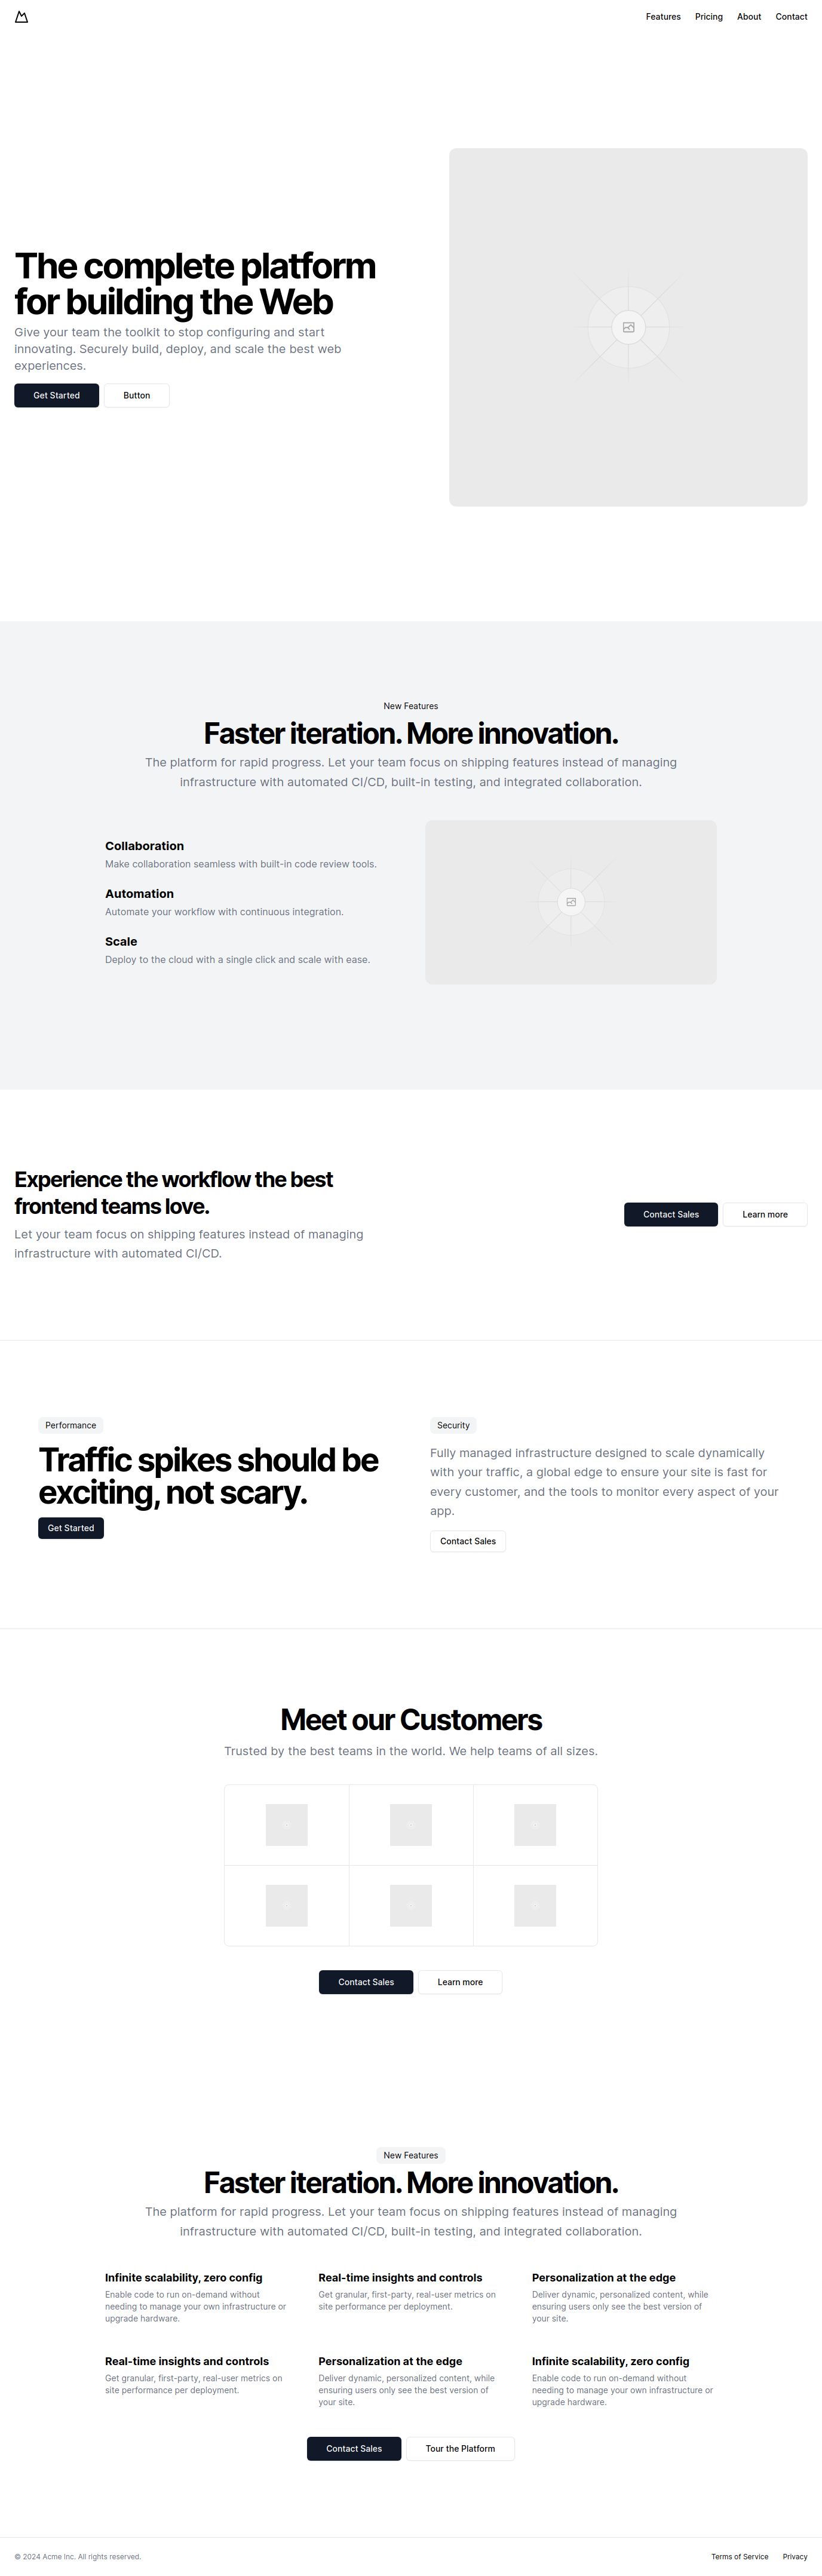 Features Pricing About Contact
The complete platform
for building the Web
Give your team the toolkit to stop configuring and start
innovating. Securely build, deploy, and scale the best web
experiences.
Get Started Button
New Features
Faster iteration. More innovation.
The platform for rapid progress. Let your team focus on shipping features instead of managing
infrastructure with automated CI/CD, built-in testing, and integrated collaboration.
Collaboration
Make collaboration seamless with built-in code review tools.
Automation
Automate your workflow with continuous integration.
Scale
Deploy to the cloud with a single click and scale with ease.
Experience the workflow the best
frontend teams love.
Let your team focus on shipping features instead of managing
infrastructure with automated CI/CD.
Contact Sales Learn more
Performance
Traffic spikes should be
exciting, not scary.
Get Started
Security
Fully managed infrastructure designed to scale dynamically
with your traffic, a global edge to ensure your site is fast for
every customer, and the tools to monitor every aspect of your
app.
Contact Sales
Meet our Customers
Trusted by the best teams in the world. We help teams of all sizes.
Contact Sales Learn more
New Features
Faster iteration. More innovation.
The platform for rapid progress. Let your team focus on shipping features instead of managing
infrastructure with automated CI/CD, built-in testing, and integrated collaboration.
Infinite scalability, zero config
Enable code to run on-demand without
needing to manage your own infrastructure or
upgrade hardware.
Real-time insights and controls
Get granular, first-party, real-user metrics on
site performance per deployment.
Personalization at the edge
Deliver dynamic, personalized content, while
ensuring users only see the best version of
your site.
Real-time insights and controls
Get granular, first-party, real-user metrics on
site performance per deployment.
Personalization at the edge
Deliver dynamic, personalized content, while
ensuring users only see the best version of
your site.
Infinite scalability, zero config
Enable code to run on-demand without
needing to manage your own infrastructure or
upgrade hardware.
Contact Sales Tour the Platform
© 2024 Acme Inc. All rights reserved.
Terms of Service Privacy